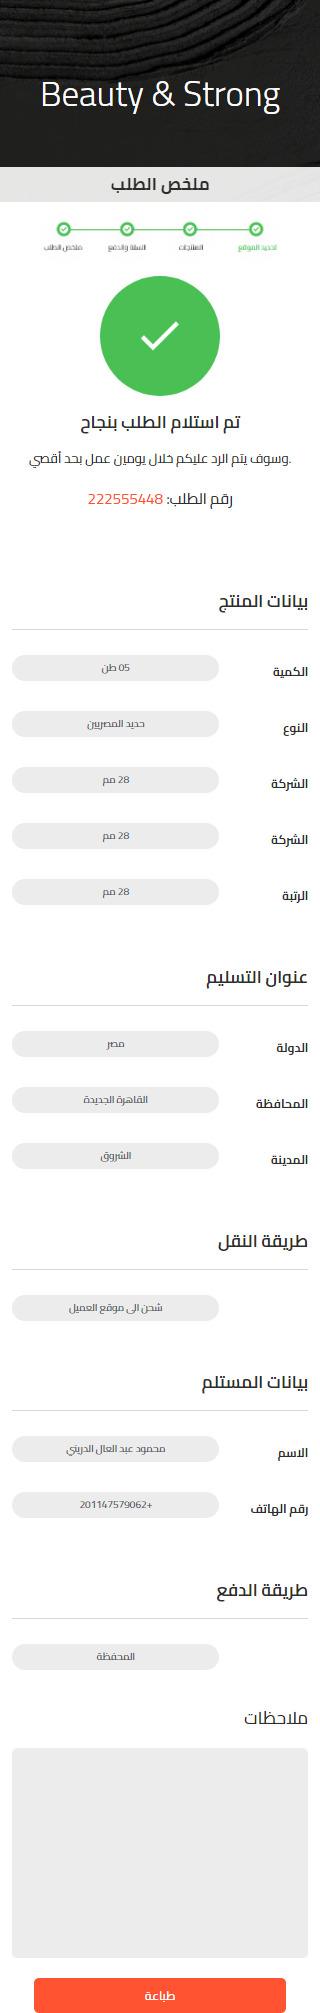 Beauty & Strong
ملخص الطلب
تحديد الموقع
المنتجات
السلة والدفع
ملخص الطلب
تم استلام الطلب بنجاح
.وسوف يتم الرد عليكم خلال يومين عمل بحد أقصي
رقم الطلب: 222555448
بيانات المنتج
الكمية
05 طن
النوع
حديد المصريين
الشركة
28 مم
الشركة
28 مم
الرتبة
28 مم
عنوان التسليم
الدولة
مصر
المحافظة
القاهرة الجديدة
المدينة
الشروق
طريقة النقل
شحن الى موقع العميل
بيانات المستلم
الاسم
محمود عبد العال الدريني
رقم الهاتف
201147579062+
طريقة الدفع
المحفظة
ملاحظات
طباعة